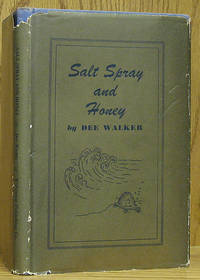 Salt Spray
and
Honey
by DEE WALKER